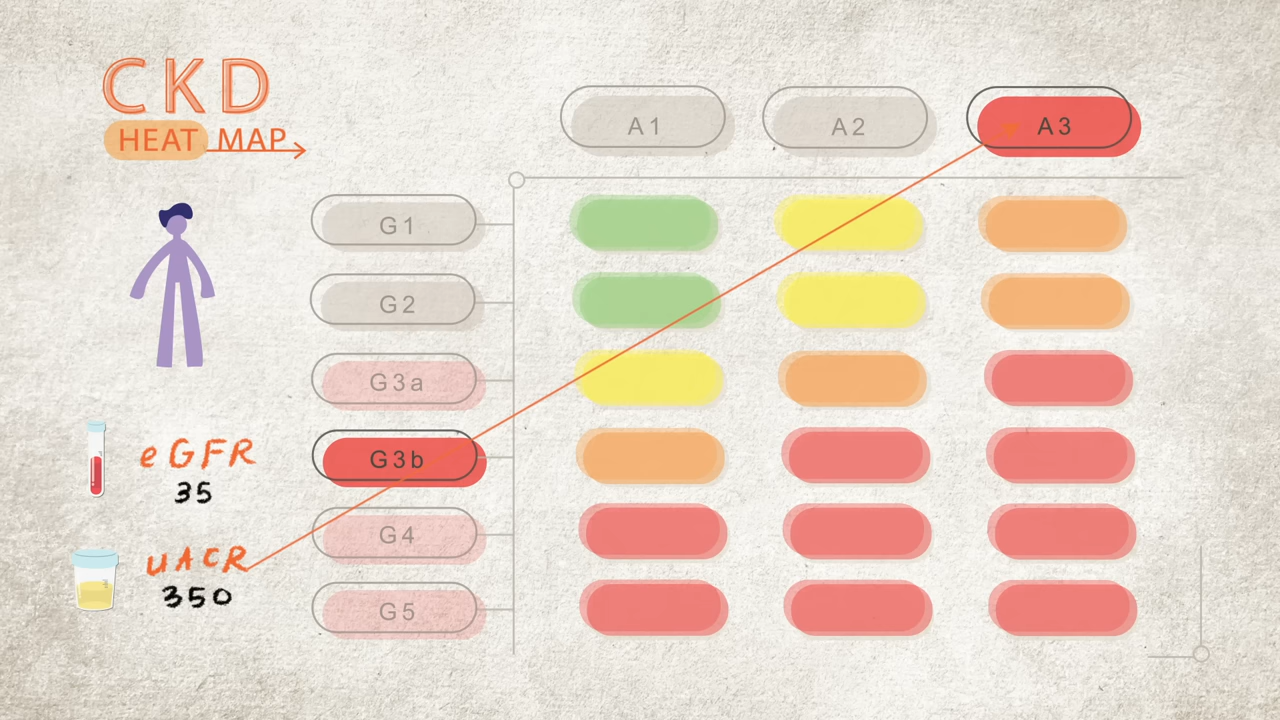 CKD
HEAT MAP
A1 A2 A3
G1
G2
G3a
G3b
eGFR
35
G4
UACR
350
G5